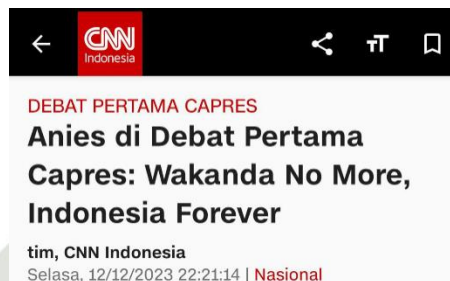 CNN
Indonesia
DEBAT PERTAMA CAPRES
Anies di Debat Pertama
Capres: Wakanda No More,
Indonesia Forever
tim, CNN Indonesia
Selasa, 12/12/2023 22:21:14 | Nasional